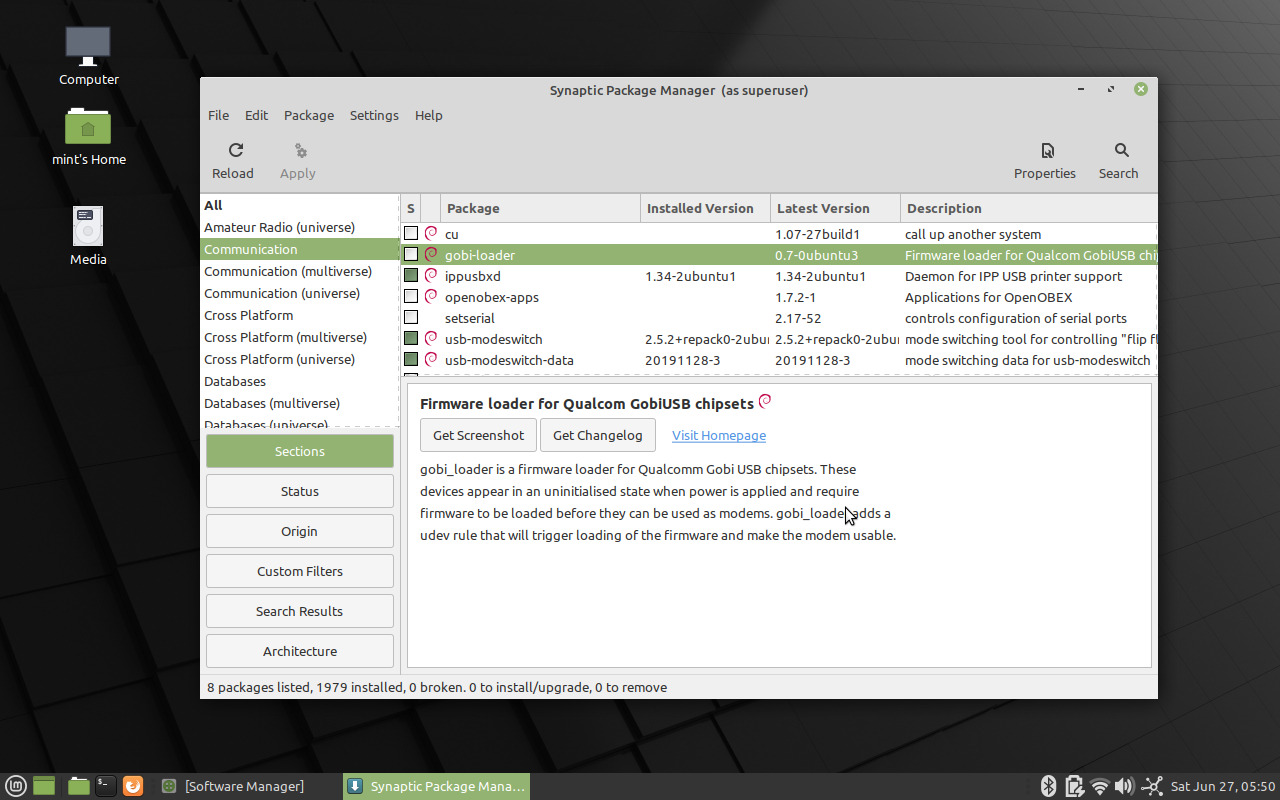 Computer
mint's Home
Media
Synaptic Package Manager (as superuser)
File Edit Package Settings Help
Reload Apply Properties Search
All
Amateur Radio (universe)
Communication
Communication (multiverse)
Communication (universe)
Cross Platform
Cross Platform (multiverse)
Cross Platform (universe)
Databases
Databases (multiverse)
Databases (universe)
Sections
Status
Origin
Custom Filters
Search Results
Architecture
S Package Installed Version Latest Version Description
cu 1.07-27build1 call up another system
gobi-loader 0.7-0ubuntu3 Firmware loader for Qualcom GobiUSB chip
ippusbxd 1.34-2ubuntu1 1.34-2ubuntu1 Daemon for IPP USB printer support
openobex-apps 1.7.2-1 Applications for OpenOBEX
setserial 2.17-52 controls configuration of serial ports
usb-modeswitch 2.5.2+repack0-2ubun 2.5.2+repack0-2ubun mode switching tool for controlling "flip fl
usb-modeswitch-data 20191128-3 20191128-3 mode switching data for usb-modeswitch
Firmware loader for Qualcom GobiUSB chipsets
Get Screenshot Get Changelog Visit Homepage
gobi_loader is a firmware loader for Qualcomm Gobi USB chipsets. These
devices appear in an uninitialised state when power is applied and require
firmware to be loaded before they can be used as modems. gobi_loader adds a
udev rule that will trigger loading of the firmware and make the modem usable.
8 packages listed, 1979 installed, 0 broken. 0 to install/upgrade, 0 to remove
[Software Manager] Synaptic Package Mana... Sat Jun 27, 05:50